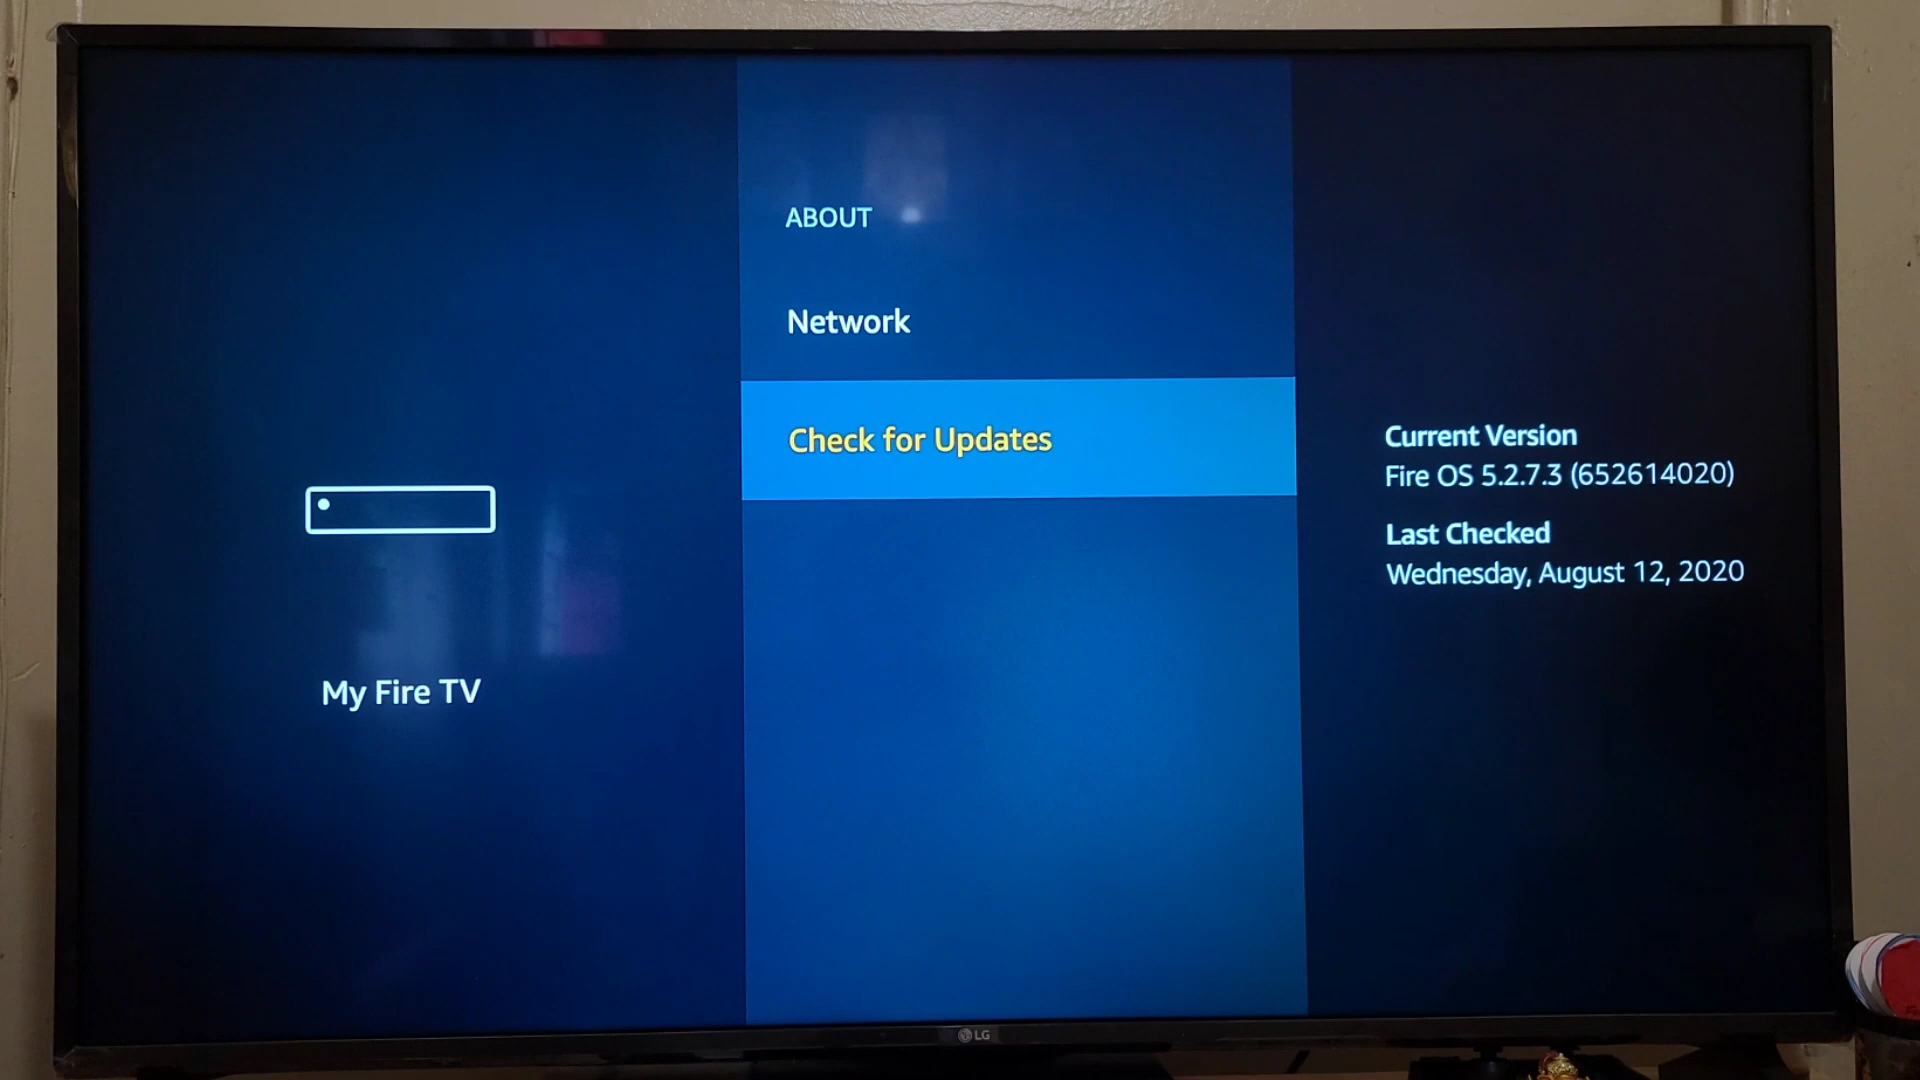 ABOUT
Network
Check for Updates
My Fire TV
Current Version
Fire OS 5.2.7.3 (652614020)
Last Checked
Wednesday, August 12, 2020
LG